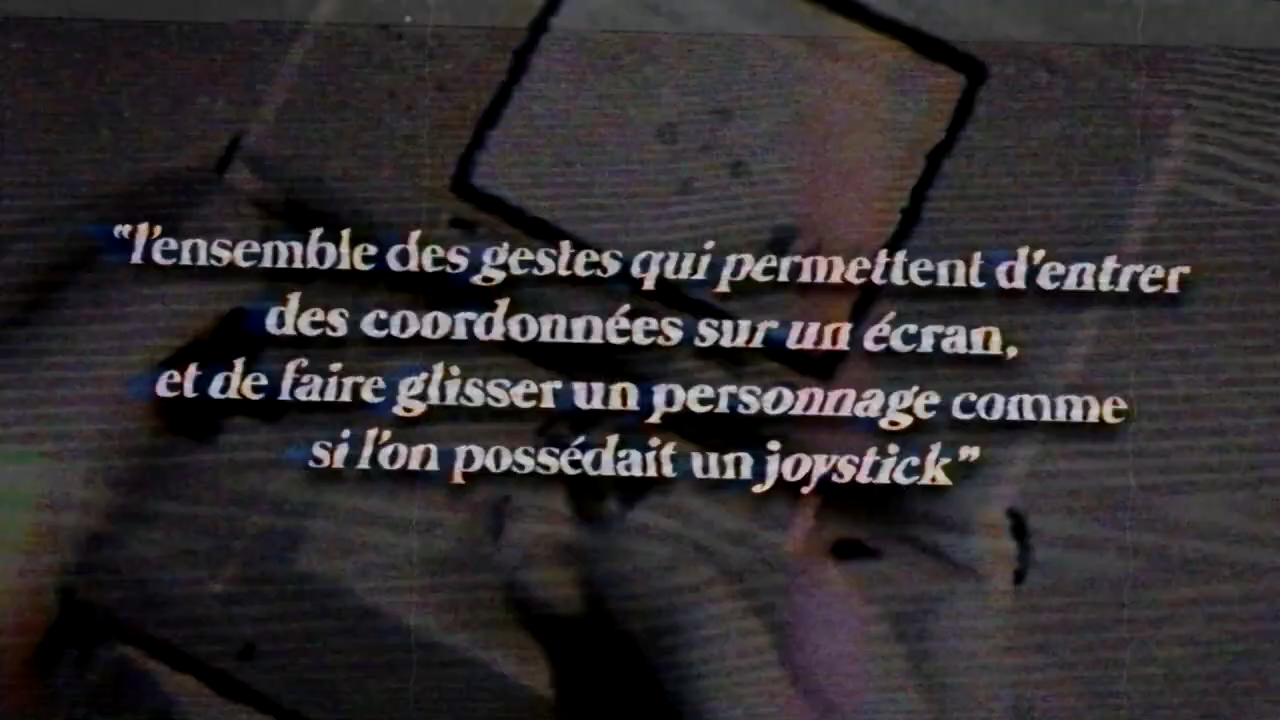 “l'ensemble des gestes qui permettent d'entrer
des coordonnées sur un écran,
et de faire glisser un personnage comme
si l'on possédait un joystick”